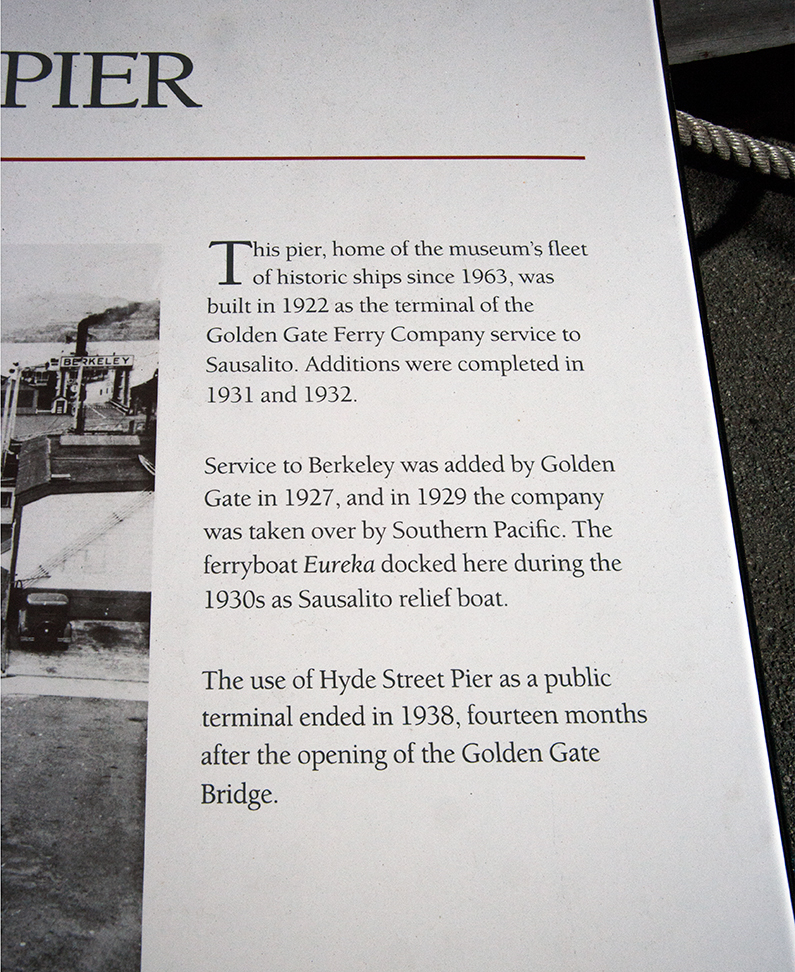 PIER
This pier, home of the museum's fleet
of historic ships since 1963, was
built in 1922 as the terminal of the
Golden Gate Ferry Company service to
Sausalito. Additions were completed in
1931 and 1932.
BERKELEY
Service to Berkeley was added by Golden
Gate in 1927, and in 1929 the company
was taken over by Southern Pacific. The
ferryboat Eureka docked here during the
1930s as Sausalito relief boat.
The use of Hyde Street Pier as a public
terminal ended in 1938, fourteen months
after the opening of the Golden Gate
Bridge.